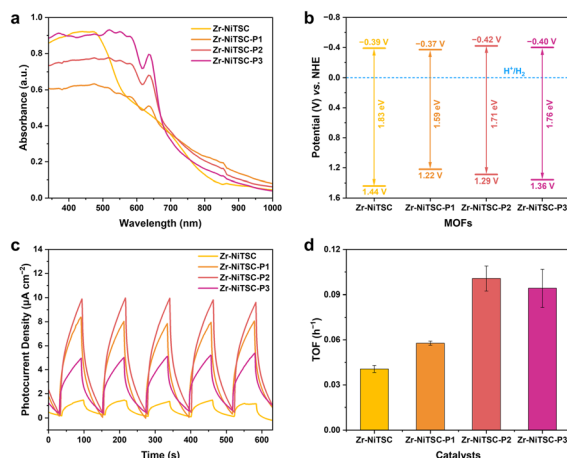 a
Absorbance (a.u.)
1.0
0.8
0.6
0.4
0.2
0.0
Zr-NiTSC
Zr-NiTSC-P1
Zr-NiTSC-P2
Zr-NiTSC-P3
400 500 600 700 800 900 1000
Wavelength (nm)
b
Potential (V) vs. NHE
−0.4
0.0
0.4
0.8
1.2
1.6
−0.39 V −0.37 V −0.42 V −0.40 V
H⁺/H₂
1.83 eV 1.59 eV 1.71 eV 1.76 eV
1.44 V 1.22 V 1.29 V 1.36 V
Zr-NiTSC Zr-NiTSC-P1 Zr-NiTSC-P2 Zr-NiTSC-P3
MOFs
c
Photocurrent Density (µA cm⁻²)
14
12
10
8
6
4
2
0
Zr-NiTSC
Zr-NiTSC-P1
Zr-NiTSC-P2
Zr-NiTSC-P3
0 100 200 300 400 500 600
Time (s)
d
TOF (h⁻¹)
0.12
0.09
0.06
0.03
0.00
Zr-NiTSC Zr-NiTSC-P1 Zr-NiTSC-P2 Zr-NiTSC-P3
Catalysts